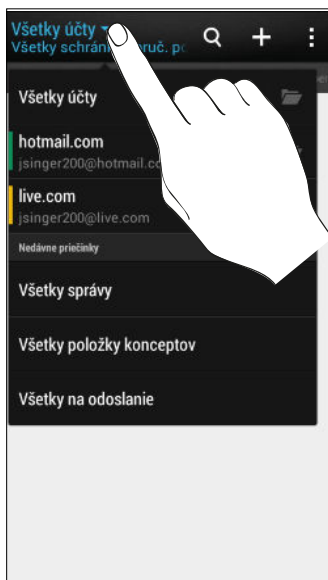 Všetky účty
Všetky schrán ruč. po
Všetky účty
hotmail.com
jsinger200@hotmail.co
live.com
jsinger200@live.com
Nedávne priečinky
Všetky správy
Všetky položky konceptov
Všetky na odoslanie